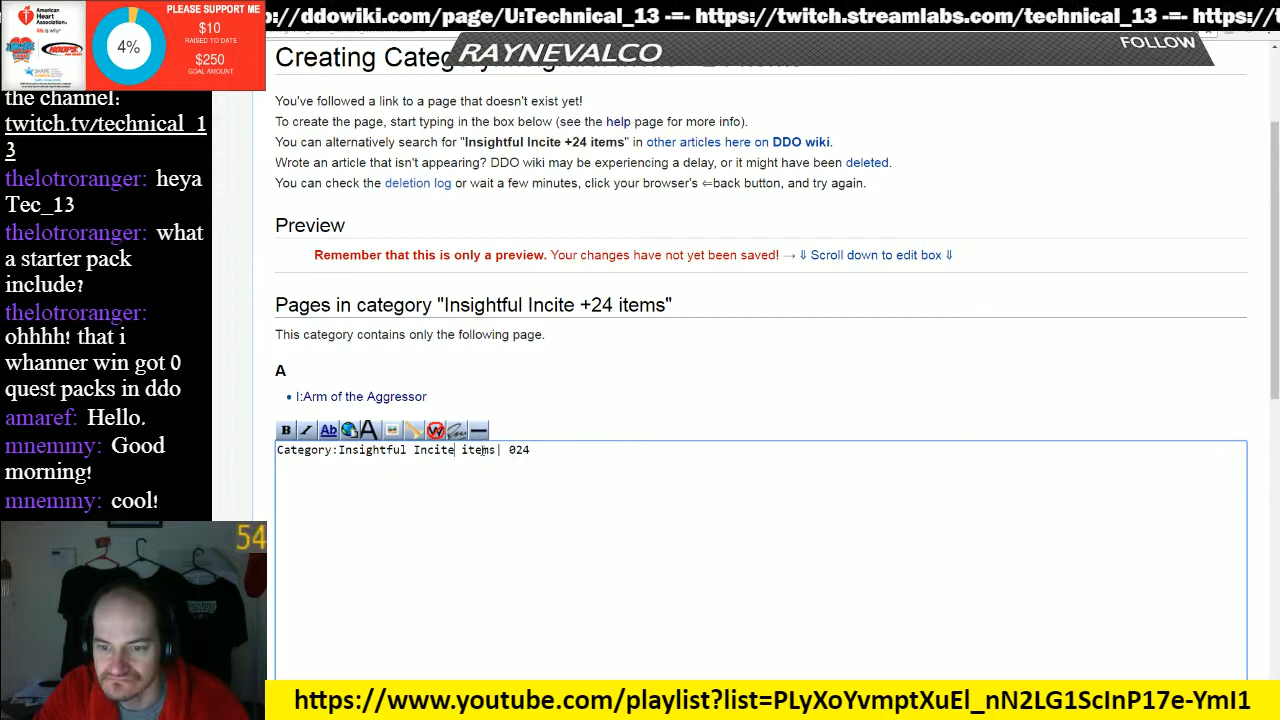 American
Heart
Association®
life is why®
HOOPS
PLEASE SUPPORT ME
$10
RAISED TO DATE
$250
GOAL AMOUNT
4%
://ddowiki.com/page/U:Technical_13 -=- https://twitch.streamlabs.com/technical_13 -=- https://t
RAYNEVALCO
FOLLOW
the channel:
twitch.tv/technical_1
3
thelotroranger: heya
Tec_13
thelotroranger: what
a starter pack
include?
thelotroranger:
ohhhh! that i
whanner win got 0
quest packs in ddo
amaref: Hello.
mnemmy: Good
morning!
mnemmy: cool!
54
You've followed a link to a page that doesn't exist yet!
To create the page, start typing in the box below (see the help page for more info).
You can alternatively search for "Insightful Incite +24 items" in other articles here on DDO wiki.
Wrote an article that isn't appearing? DDO wiki may be experiencing a delay, or it might have been deleted.
You can check the deletion log or wait a few minutes, click your browser's ⇐back button, and try again.
Preview
Remember that this is only a preview. Your changes have not yet been saved! → ⇓ Scroll down to edit box ⇓
Pages in category "Insightful Incite +24 items"
This category contains only the following page.
A
• I:Arm of the Aggressor
B I Ab A W
Category:Insightful Incite items| 024
https://www.youtube.com/playlist?list=PLyXoYvmptXuEl_nN2LG1ScInP17e-YmI1